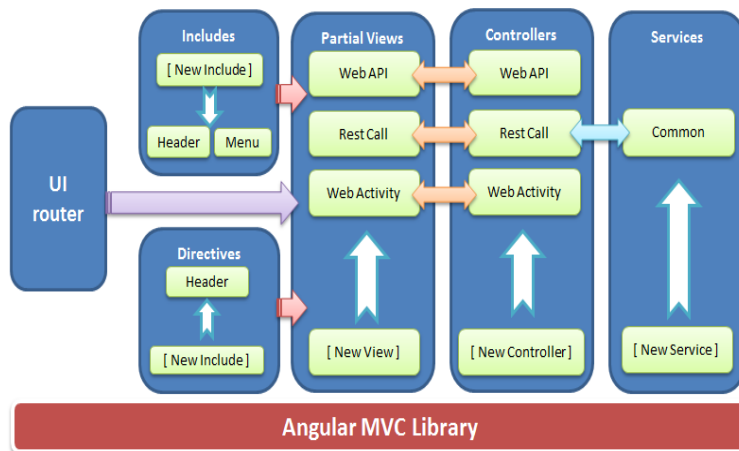 UI
router
Includes
[ New Include ]
Header
Menu
Directives
Header
[ New Include ]
Partial Views
Web API
Rest Call
Web Activity
[ New View ]
Controllers
Web API
Rest Call
Web Activity
[ New Controller ]
Services
Common
[ New Service ]
Angular MVC Library